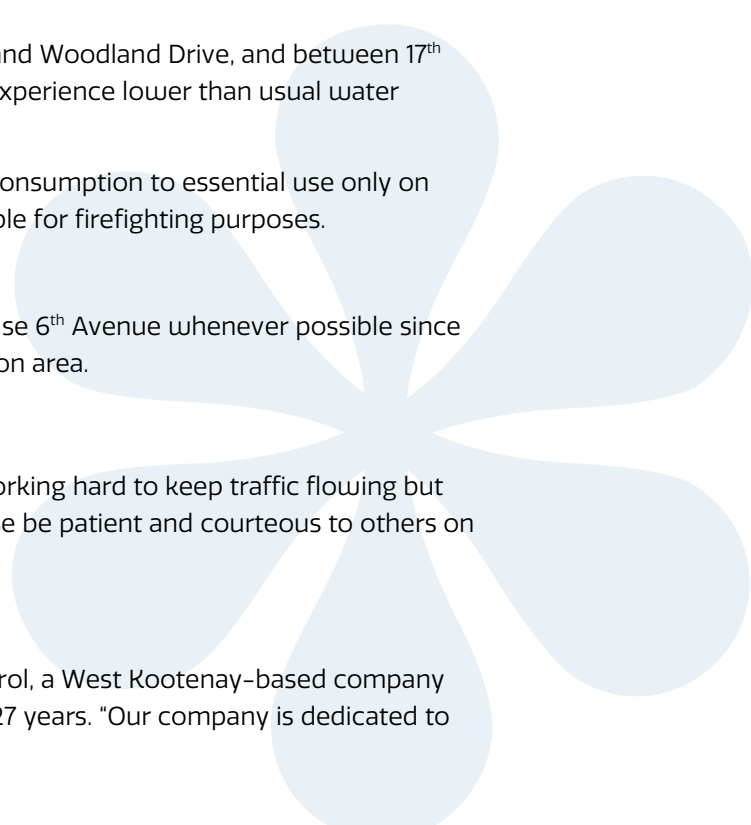 and Woodland Drive, and between 17th
xperience lower than usual water
onsumption to essential use only on
ble for firefighting purposes.
se 6th Avenue whenever possible since
on area.
orking hard to keep traffic flowing but
se be patient and courteous to others on
rol, a West Kootenay-based company
27 years. “Our company is dedicated to